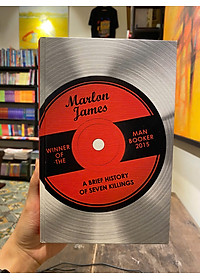 Marlon
James
WINNER OF THE
MAN BOOKER 2015
A BRIEF HISTORY
OF SEVEN KILLINGS